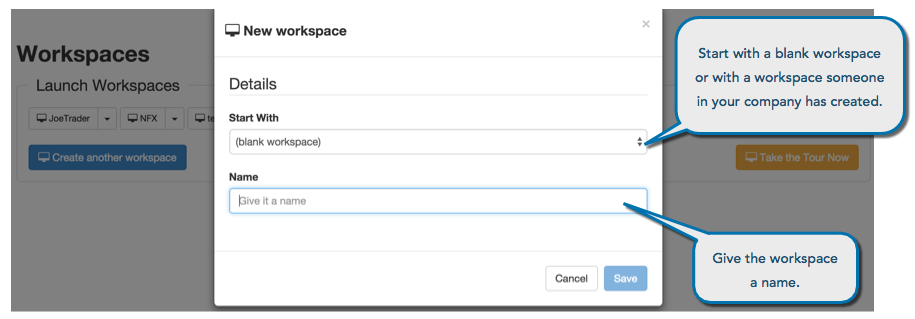 New workspace
×
Workspaces
Launch Workspaces
JoeTrader
NFX
te
Create another workspace
Take the Tour Now
Details
Start With
(blank workspace)
Name
Give it a name
Cancel
Save
Start with a blank workspace
or with a workspace someone
in your company has created.
Give the workspace
a name.